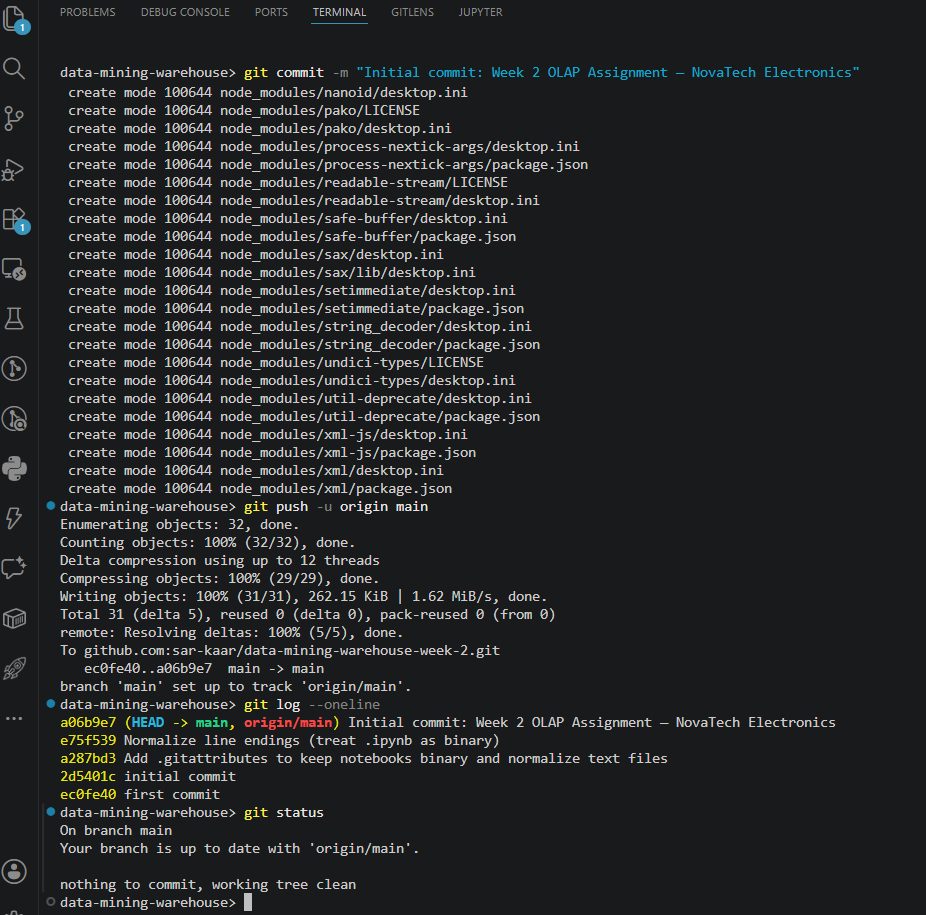 PROBLEMS DEBUG CONSOLE PORTS TERMINAL GITLENS JUPYTER
1
1
data-mining-warehouse> git commit -m "Initial commit: Week 2 OLAP Assignment — NovaTech Electronics"
create mode 100644 node_modules/nanoid/desktop.ini
create mode 100644 node_modules/pako/LICENSE
create mode 100644 node_modules/pako/desktop.ini
create mode 100644 node_modules/process-nextick-args/desktop.ini
create mode 100644 node_modules/process-nextick-args/package.json
create mode 100644 node_modules/readable-stream/LICENSE
create mode 100644 node_modules/readable-stream/desktop.ini
create mode 100644 node_modules/safe-buffer/desktop.ini
create mode 100644 node_modules/safe-buffer/package.json
create mode 100644 node_modules/sax/desktop.ini
create mode 100644 node_modules/sax/lib/desktop.ini
create mode 100644 node_modules/setimmediate/desktop.ini
create mode 100644 node_modules/setimmediate/package.json
create mode 100644 node_modules/string_decoder/desktop.ini
create mode 100644 node_modules/string_decoder/package.json
create mode 100644 node_modules/undici-types/LICENSE
create mode 100644 node_modules/undici-types/desktop.ini
create mode 100644 node_modules/util-deprecate/desktop.ini
create mode 100644 node_modules/util-deprecate/package.json
create mode 100644 node_modules/xml-js/desktop.ini
create mode 100644 node_modules/xml-js/package.json
create mode 100644 node_modules/xml/desktop.ini
create mode 100644 node_modules/xml/package.json
data-mining-warehouse> git push -u origin main
Enumerating objects: 32, done.
Counting objects: 100% (32/32), done.
Delta compression using up to 12 threads
Compressing objects: 100% (29/29), done.
Writing objects: 100% (31/31), 262.15 KiB | 1.62 MiB/s, done.
Total 31 (delta 5), reused 0 (delta 0), pack-reused 0 (from 0)
remote: Resolving deltas: 100% (5/5), done.
To github.com:sar-kaar/data-mining-warehouse-week-2.git
ec0fe40..a06b9e7 main -> main
branch 'main' set up to track 'origin/main'.
data-mining-warehouse> git log --oneline
a06b9e7 (HEAD -> main, origin/main) Initial commit: Week 2 OLAP Assignment — NovaTech Electronics
e75f539 Normalize line endings (treat .ipynb as binary)
a287bd3 Add .gitattributes to keep notebooks binary and normalize text files
2d5401c initial commit
ec0fe40 first commit
data-mining-warehouse> git status
On branch main
Your branch is up to date with 'origin/main'.
nothing to commit, working tree clean
data-mining-warehouse>